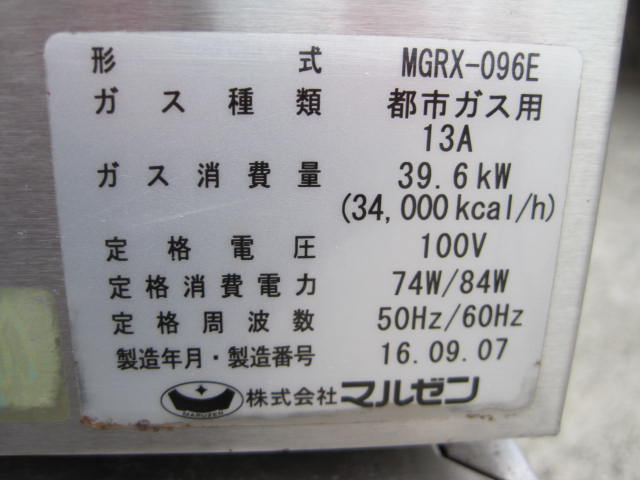 形式 MGRX-096E
ガス種類 都市ガス用
13A
ガス消費量 39.6kW
(34,000kcal/h)
定格電圧 100V
定格消費電力 74W/84W
定格周波数 50Hz/60Hz
製造年月・製造番号 16.09.07
MARUZEN 株式会社マルゼン